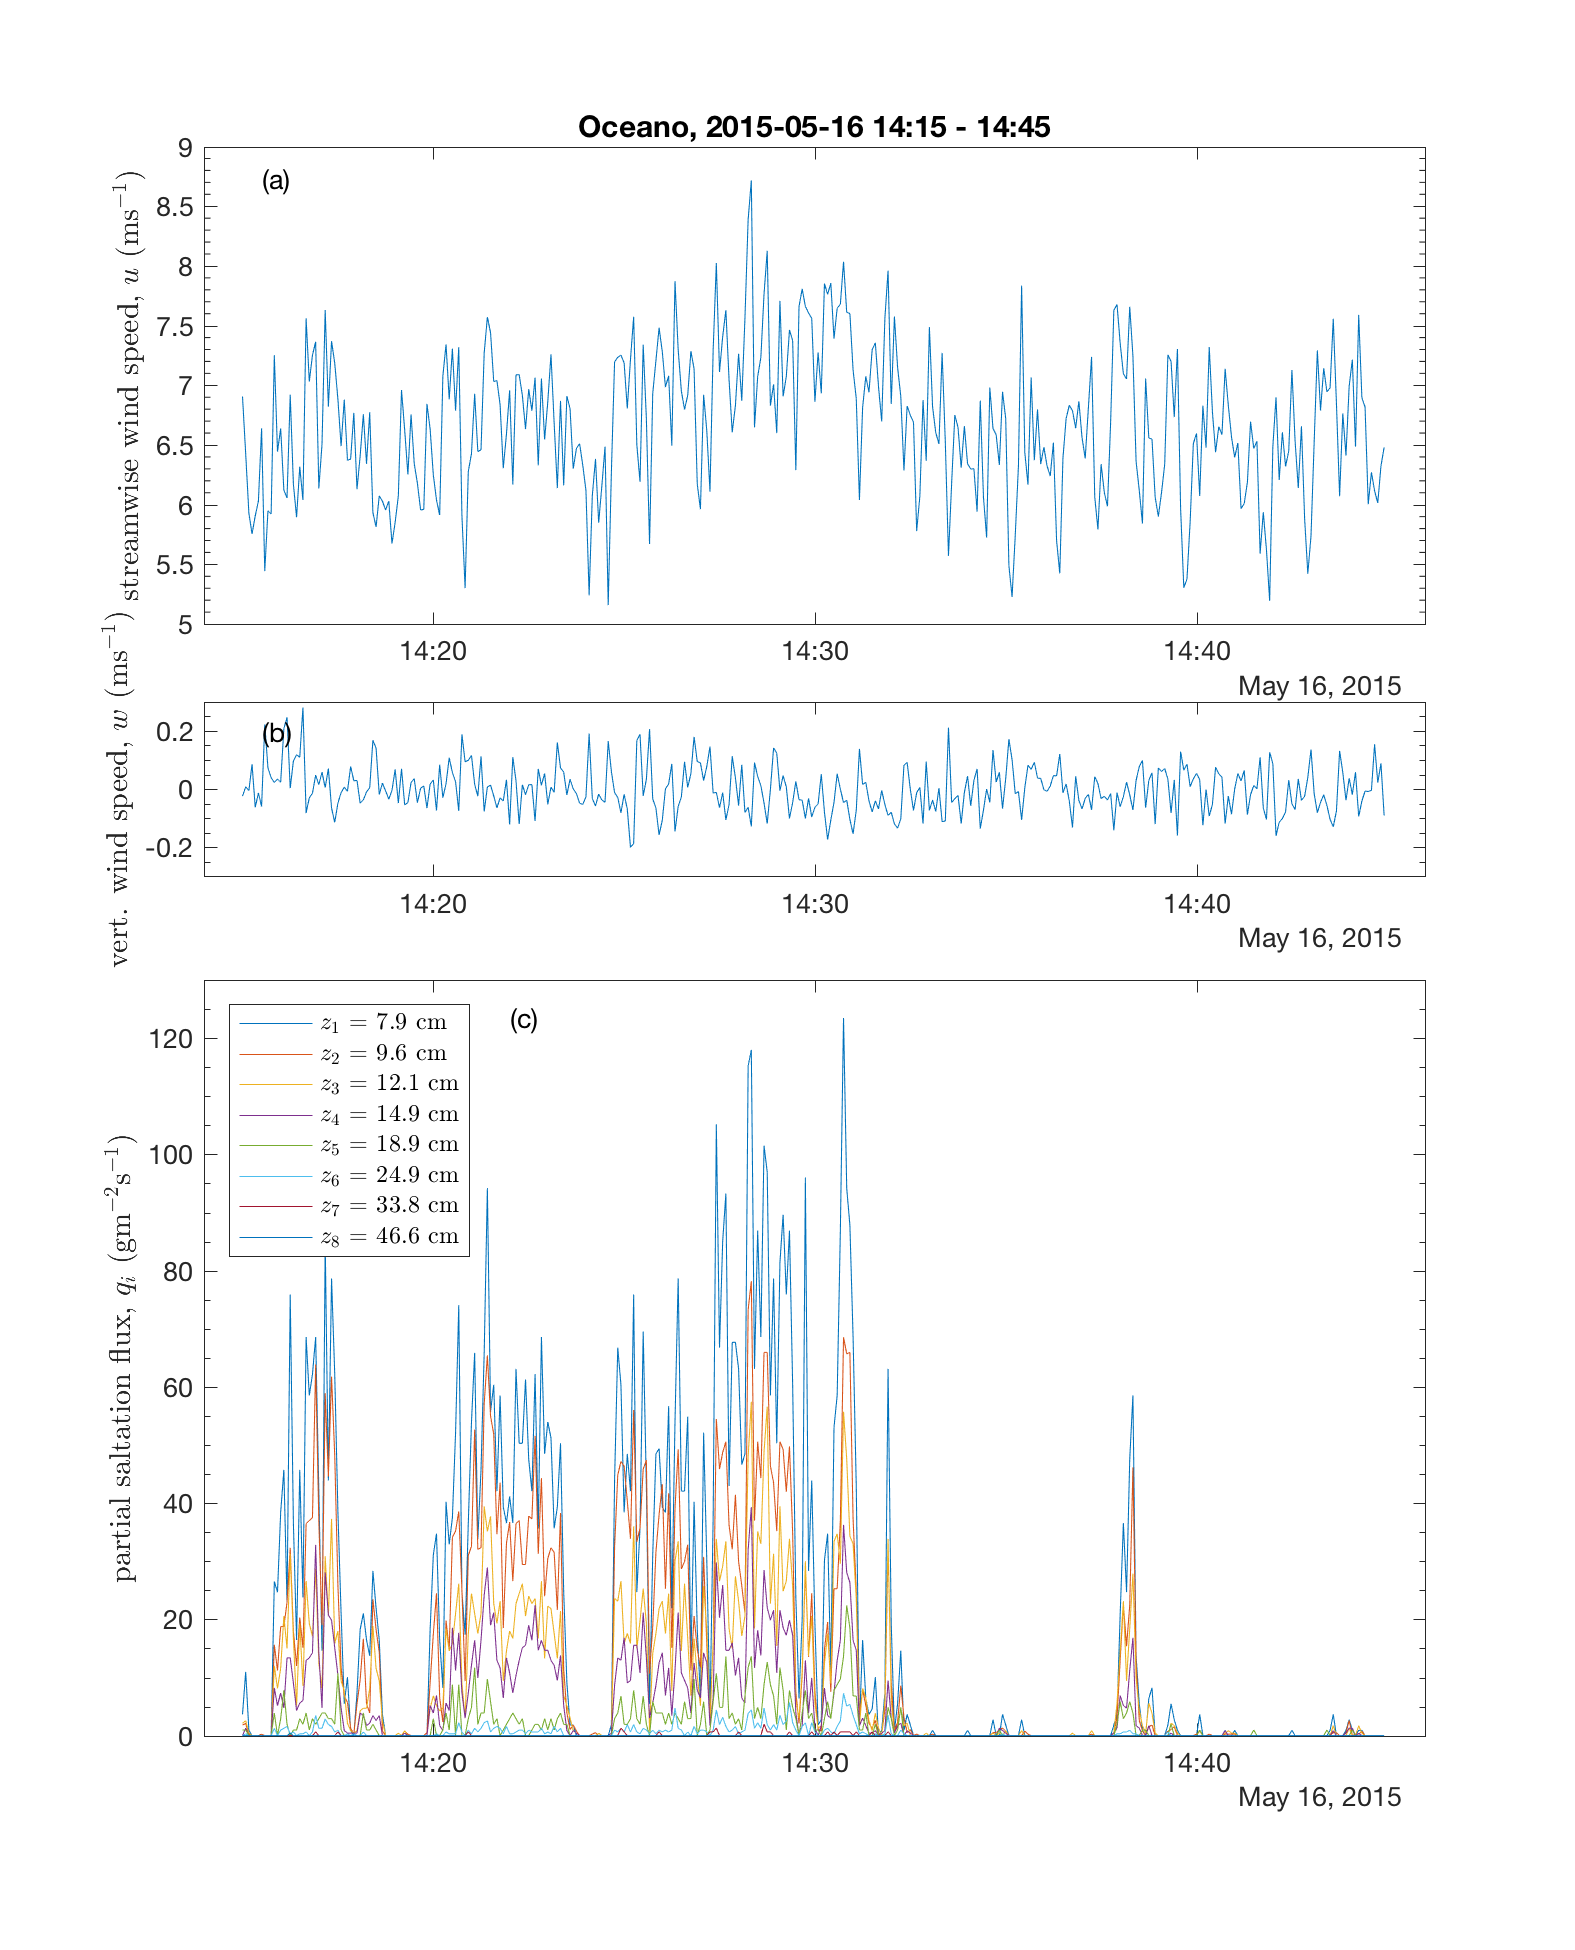 Oceano, 2015-05-16 14:15 - 14:45
(a)
streamwise wind speed, u (ms⁻¹)
9
8.5
8
7.5
7
6.5
6
5.5
5
14:20 14:30 14:40
May 16, 2015
(b)
vert. wind speed, w (ms⁻¹)
0.2
0
-0.2
14:20 14:30 14:40
May 16, 2015
(c)
z₁ = 7.9 cm
z₂ = 9.6 cm
z₃ = 12.1 cm
z₄ = 14.9 cm
z₅ = 18.9 cm
z₆ = 24.9 cm
z₇ = 33.8 cm
z₈ = 46.6 cm
partial saltation flux, qᵢ (gm⁻²s⁻¹)
120
100
80
60
40
20
0
14:20 14:30 14:40
May 16, 2015